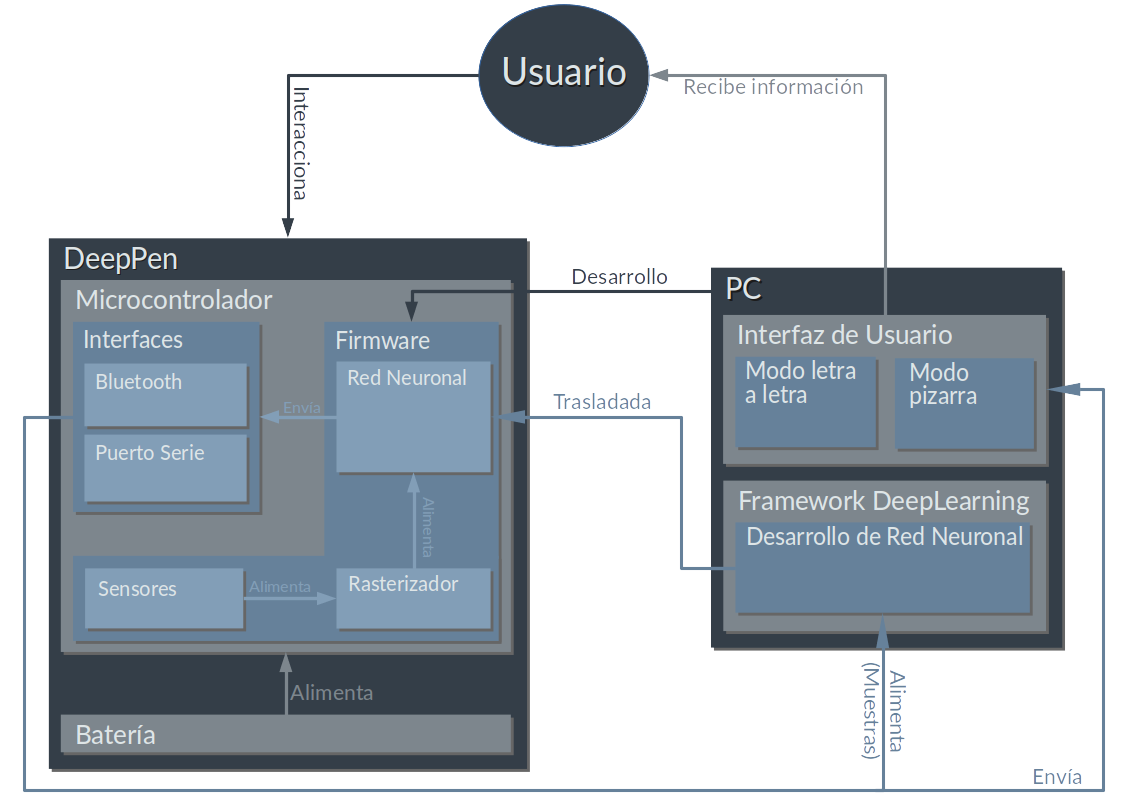 Usuario
Recibe información
Interacciona
DeepPen
Microcontrolador
Interfaces
Bluetooth
Puerto Serie
Firmware
Red Neuronal
Envía
Alimenta
Sensores
Alimenta
Rasterizador
Alimenta
Batería
Desarrollo
Trasladada
PC
Interfaz de Usuario
Modo letra
a letra
Modo
pizarra
Framework DeepLearning
Desarrollo de Red Neuronal
Alimenta
(Muestras)
Envía